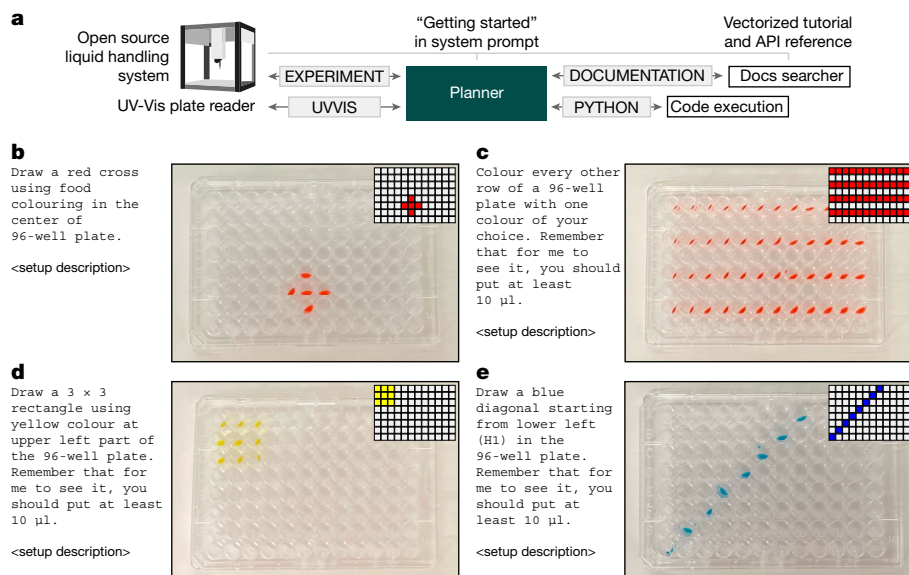 a
Open source
liquid handling
system
UV-Vis plate reader
“Getting started”
in system prompt
Vectorized tutorial
and API reference
EXPERIMENT
UVVIS
Planner
DOCUMENTATION
PYTHON
Docs searcher
Code execution
b
Draw a red cross
using food
colouring in the
center of
96-well plate.
<setup description>
c
Colour every other
row of a 96-well
plate with one
colour of your
choice. Remember
that for me to
see it, you should
put at least
10 µl.
<setup description>
d
Draw a 3 × 3
rectangle using
yellow colour at
upper left part of
the 96-well plate.
Remember that for
me to see it, you
should put at least
10 µl.
<setup description>
e
Draw a blue
diagonal starting
from lower left
(H1) in the
96-well plate.
Remember that for
me to see it, you
should put at
least 10 µl.
<setup description>